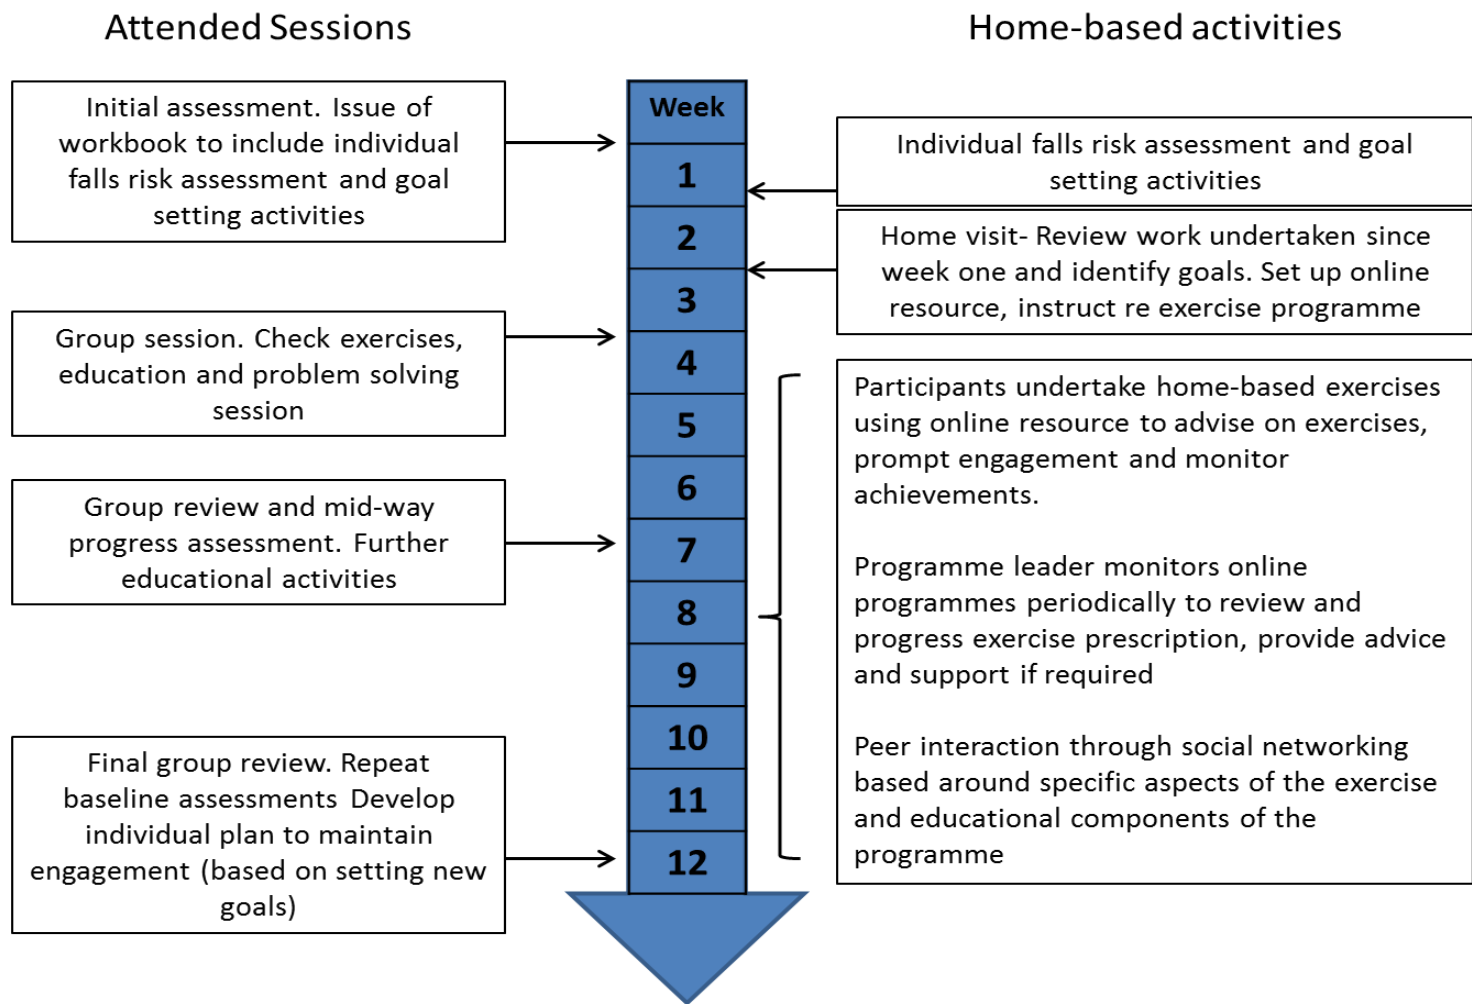 Attended Sessions
Home-based activities
Initial assessment. Issue of
workbook to include individual
falls risk assessment and goal
setting activities
Group session. Check exercises,
education and problem solving
session
Group review and mid-way
progress assessment. Further
educational activities
Final group review. Repeat
baseline assessments Develop
individual plan to maintain
engagement (based on setting new
goals)
Week
1
2
3
4
5
6
7
8
9
10
11
12
Individual falls risk assessment and goal
setting activities
Home visit- Review work undertaken since
week one and identify goals. Set up online
resource, instruct re exercise programme
Participants undertake home-based exercises
using online resource to advise on exercises,
prompt engagement and monitor
achievements.
Programme leader monitors online
programmes periodically to review and
progress exercise prescription, provide advice
and support if required
Peer interaction through social networking
based around specific aspects of the exercise
and educational components of the
programme